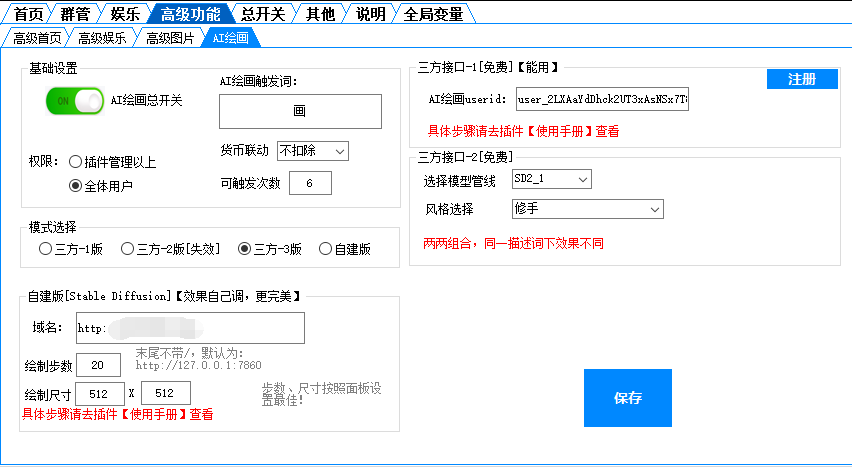 首页 群管 娱乐 高级功能 总开关 其他 说明 全局变量
高级首页 高级娱乐 高级图片 AI绘画
基础设置
ON AI绘画总开关
AI绘画触发词:
画
货币联动 不扣除
权限: 插件管理以上
全体用户
可触发次数 6
模式选择
三方-1版 三方-2版[失效] 三方-3版 自建版
自建版[Stable Diffusion]【效果自己调，更完美】
域名: http:
末尾不带/，默认为:
http://127.0.0.1:7860
绘制步数 20
绘制尺寸 512 X 512
步数、尺寸按照面板设
置最佳!
具体步骤请去插件【使用手册】查看
三方接口-1[免费]【能用】
注册
AI绘画userid: user_2LXAaYdDhck2UT3xAsNSx7T
具体步骤请去插件【使用手册】查看
三方接口-2[免费]
选择模型管线 SD2_1
风格选择 修手
两两组合，同一描述词下效果不同
保存